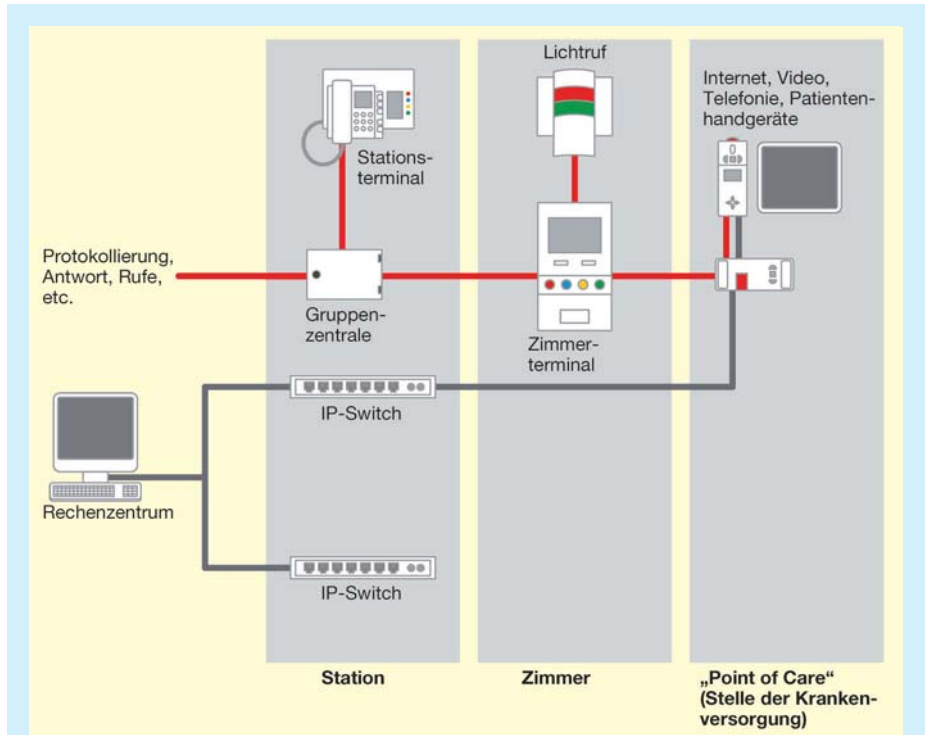 Lichtruf
Internet, Video,
Telefonie, Patienten-
handgeräte
Stations-
terminal
Protokollierung,
Antwort, Rufe,
etc.
Gruppen-
zentrale
Zimmer-
terminal
IP-Switch
Rechenzentrum
IP-Switch
Station
Zimmer
„Point of Care“
(Stelle der Kranken-
versorgung)